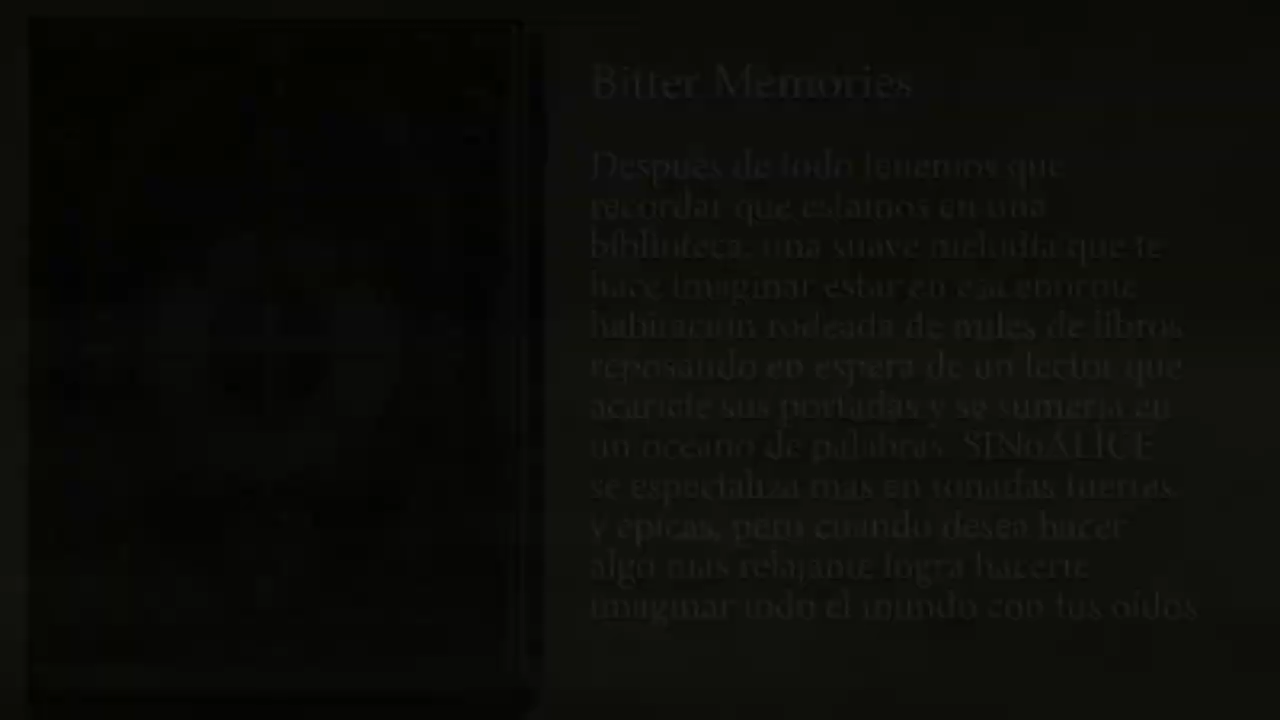 Bitter Memories
Después de todo tenemos que
recordar que estamos en una
biblioteca, una suave melodía que te
hace imaginar estar en esa enorme
habitación rodeada de miles de libros
reposando en espera de un lector que
acaricie sus portadas y se sumerja en
un oceano de palabras. SINoALICE
se especializa mas en tonadas fuertes
y epicas, pero cuando desea hacer
algo mas relajante logra hacerte
imaginar todo el mundo con tus oídos